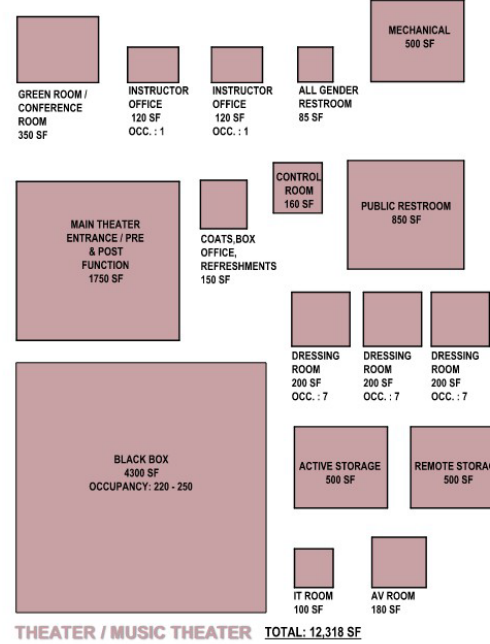 MECHANICAL
500 SF
GREEN ROOM /
CONFERENCE
ROOM
350 SF
INSTRUCTOR
OFFICE
120 SF
OCC. : 1
INSTRUCTOR
OFFICE
120 SF
OCC. : 1
ALL GENDER
RESTROOM
85 SF
MAIN THEATER
ENTRANCE / PRE
& POST
FUNCTION
1750 SF
COATS,BOX
OFFICE,
REFRESHMENTS
150 SF
CONTROL
ROOM
160 SF
PUBLIC RESTROOM
850 SF
DRESSING
ROOM
200 SF
OCC. : 7
DRESSING
ROOM
200 SF
OCC. : 7
DRESSING
ROOM
200 SF
OCC. : 7
BLACK BOX
4300 SF
OCCUPANCY: 220 - 250
ACTIVE STORAGE
500 SF
REMOTE STORAG
500 SF
IT ROOM
100 SF
AV ROOM
180 SF
THEATER / MUSIC THEATER TOTAL: 12,318 SF